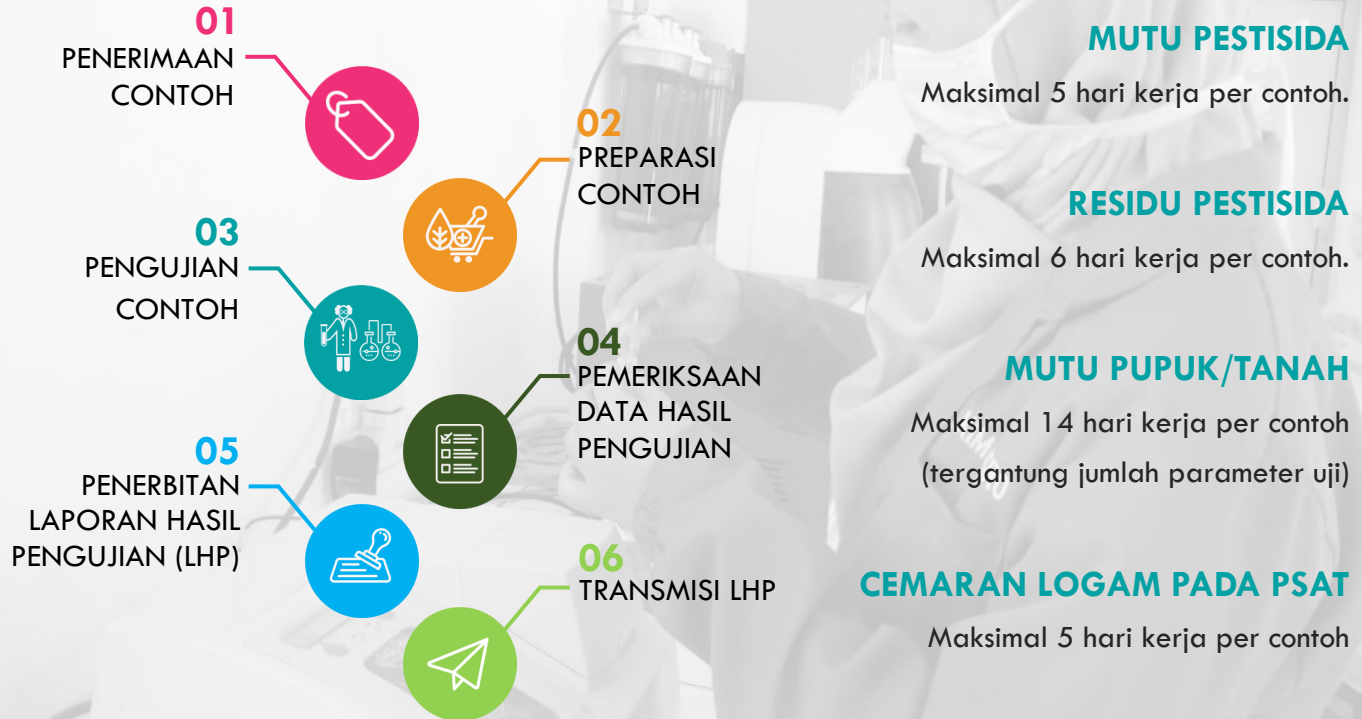 01
PENERIMAAN
CONTOH
02
PREPARASI
CONTOH
03
PENGUJIAN
CONTOH
04
PEMERIKSAAN
DATA HASIL
PENGUJIAN
05
PENERBITAN
LAPORAN HASIL
PENGUJIAN (LHP)
06
TRANSMISI LHP
MUTU PESTISIDA
Maksimal 5 hari kerja per contoh.
RESIDU PESTISIDA
Maksimal 6 hari kerja per contoh.
MUTU PUPUK/TANAH
Maksimal 14 hari kerja per contoh
(tergantung jumlah parameter uji)
CEMARAN LOGAM PADA PSAT
Maksimal 5 hari kerja per contoh